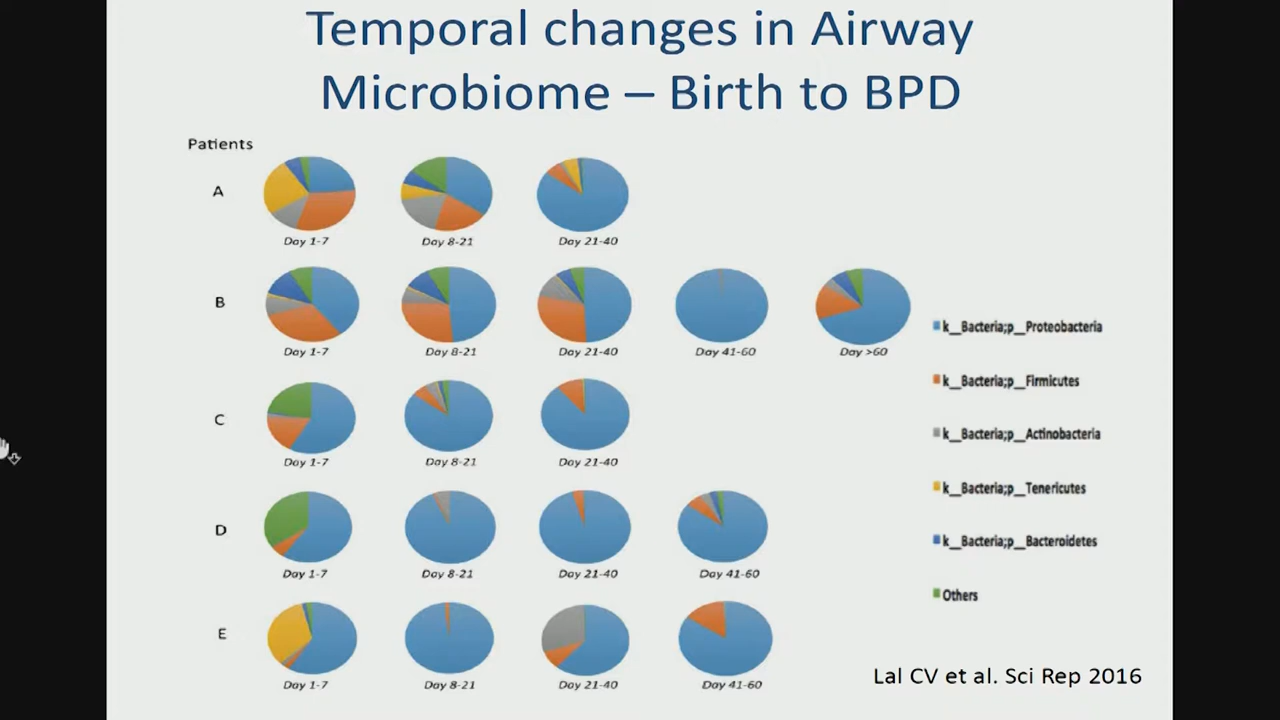 Temporal changes in Airway
Microbiome – Birth to BPD
Patients
A
Day 1-7
Day 8-21
Day 21-40
B
Day 1-7
Day 8-21
Day 21-40
Day 41-60
Day >60
C
Day 1-7
Day 8-21
Day 21-40
D
Day 1-7
Day 8-21
Day 21-40
Day 41-60
E
Day 1-7
Day 8-21
Day 21-40
Day 41-60
k__Bacteria;p__Proteobacteria
k__Bacteria;p__Firmicutes
k__Bacteria;p__Actinobacteria
k__Bacteria;p__Tenericutes
k__Bacteria;p__Bacteroidetes
Others
Lal CV et al. Sci Rep 2016